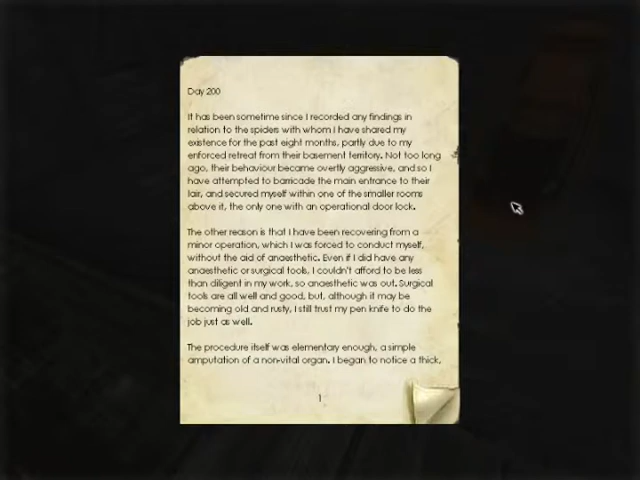 Day 200
It has been sometime since I recorded any findings in
relation to the spiders with whom I have shared my
existence for the past eight months, partly due to my
enforced retreat from their basement territory. Not too long
ago, their behaviour became overtly aggressive, and so I
have attempted to barricade the main entrance to their
lair, and secured myself within one of the smaller rooms
above it, the only one with an operational door lock.
The other reason is that I have been recovering from a
minor operation, which I was forced to conduct myself,
without the aid of anaesthetic. Even if I did have any
anaesthetic or surgical tools, I couldn't afford to be less
than diligent in my work, so anaesthetic was out. Surgical
tools are all well and good, but, although it may be
becoming old and rusty, I still trust my pen knife to do the
job just as well.
The procedure itself was elementary enough, a simple
amputation of a non-vital organ. I began to notice a thick,
1